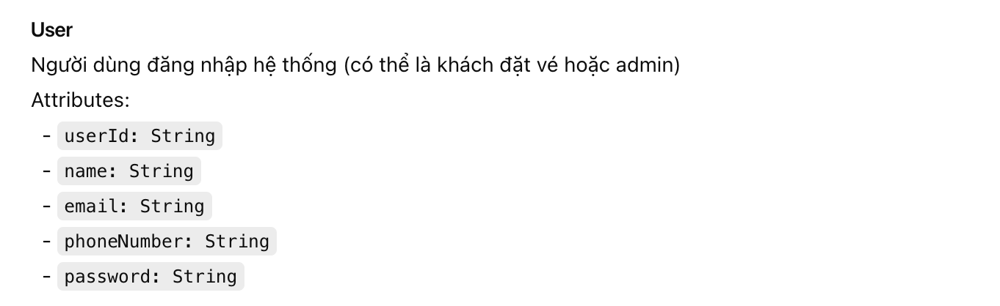 User
Người dùng đăng nhập hệ thống (có thể là khách đặt vé hoặc admin)
Attributes:
- userId: String
- name: String
- email: String
- phoneNumber: String
- password: String